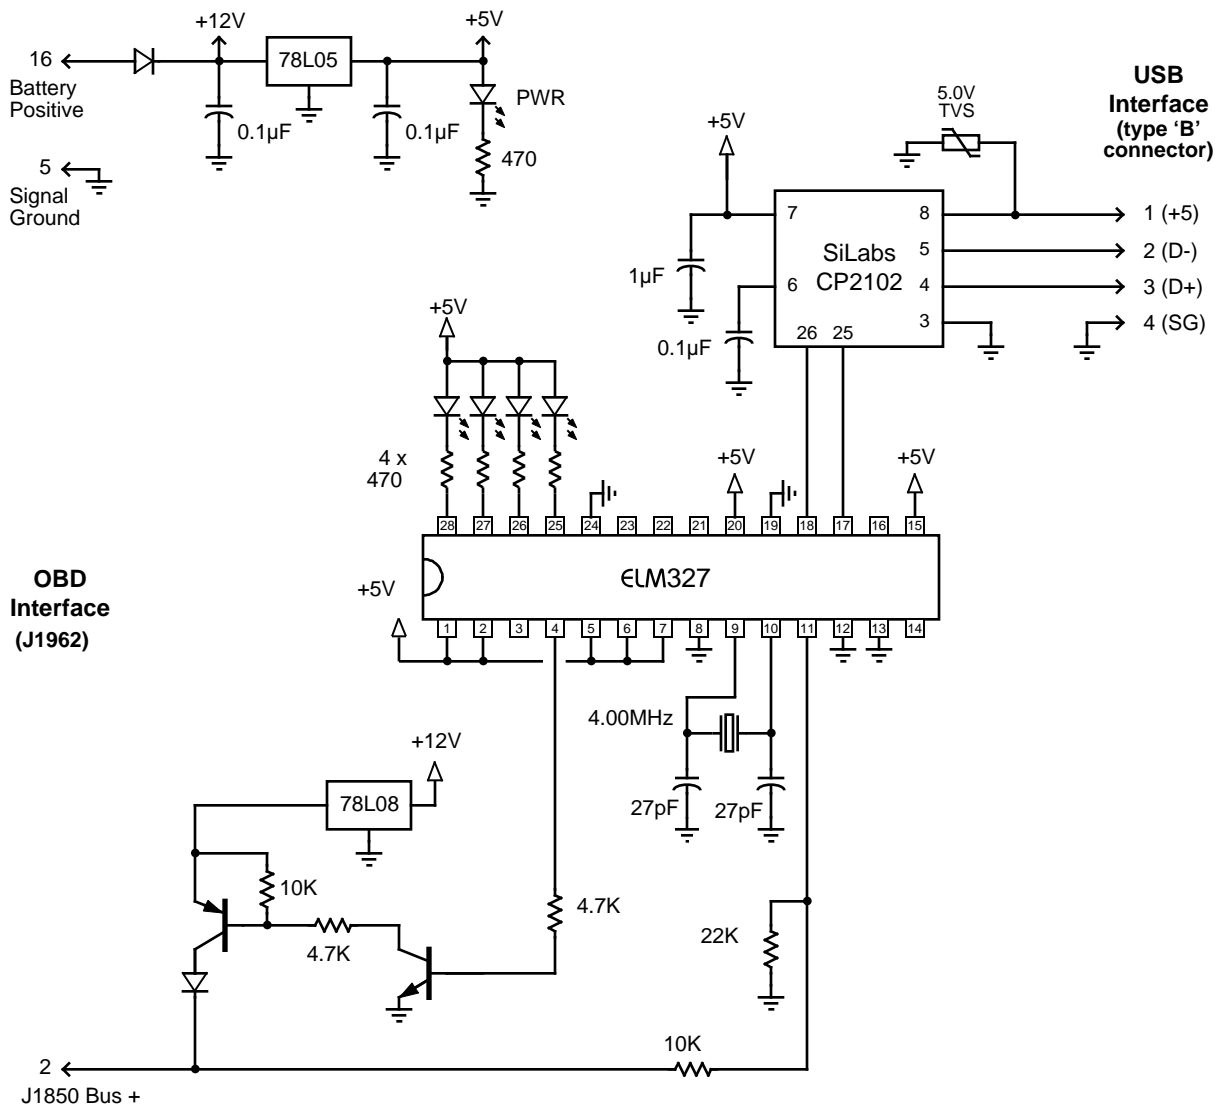 +12V
+5V
16
78L05
Battery
Positive
0.1µF
0.1µF
PWR
470
5
Signal
Ground
USB
Interface
(type ‘B’
connector)
5.0V
TVS
+5V
7
8
1 (+5)
SiLabs
CP2102
5
2 (D-)
1µF
6
4
3 (D+)
3
4 (SG)
0.1µF
26
25
+5V
4 x
470
+5V
+5V
28
27
26
25
24
23
22
21
20
19
18
17
16
15
ELM327
OBD
Interface
(J1962)
+5V
1
2
3
4
5
6
7
8
9
10
11
12
13
14
4.00MHz
27pF
27pF
+12V
78L08
10K
4.7K
4.7K
22K
10K
2
J1850 Bus +